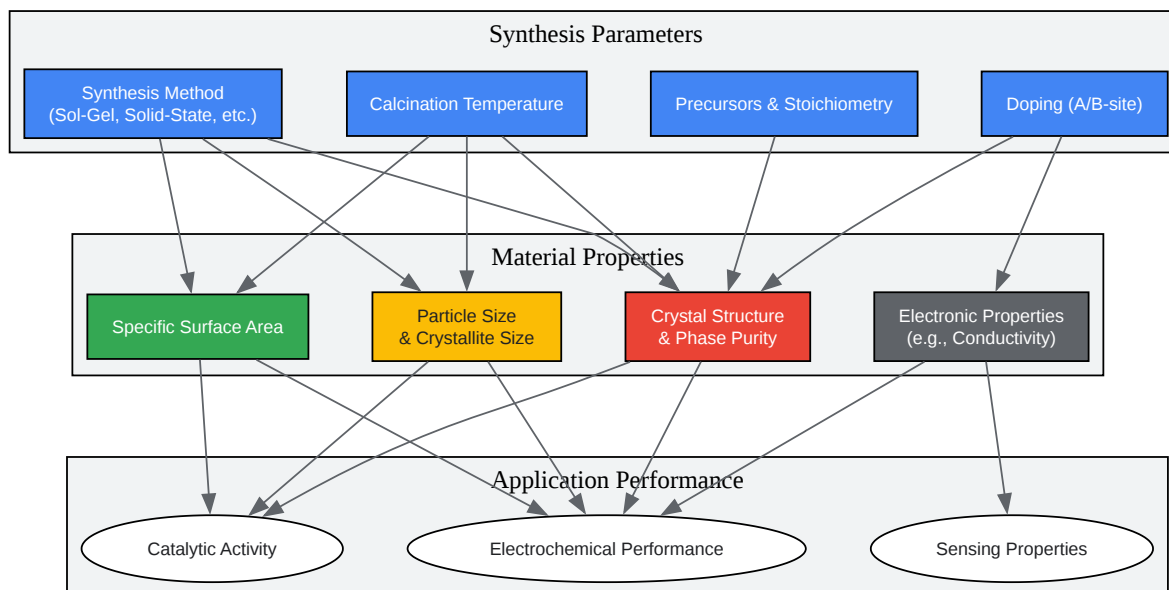 Synthesis Parameters
Synthesis Method
(Sol-Gel, Solid-State, etc.)
Calcination Temperature
Precursors & Stoichiometry
Doping (A/B-site)
Material Properties
Specific Surface Area
Particle Size
& Crystallite Size
Crystal Structure
& Phase Purity
Electronic Properties
(e.g., Conductivity)
Application Performance
Catalytic Activity
Electrochemical Performance
Sensing Properties